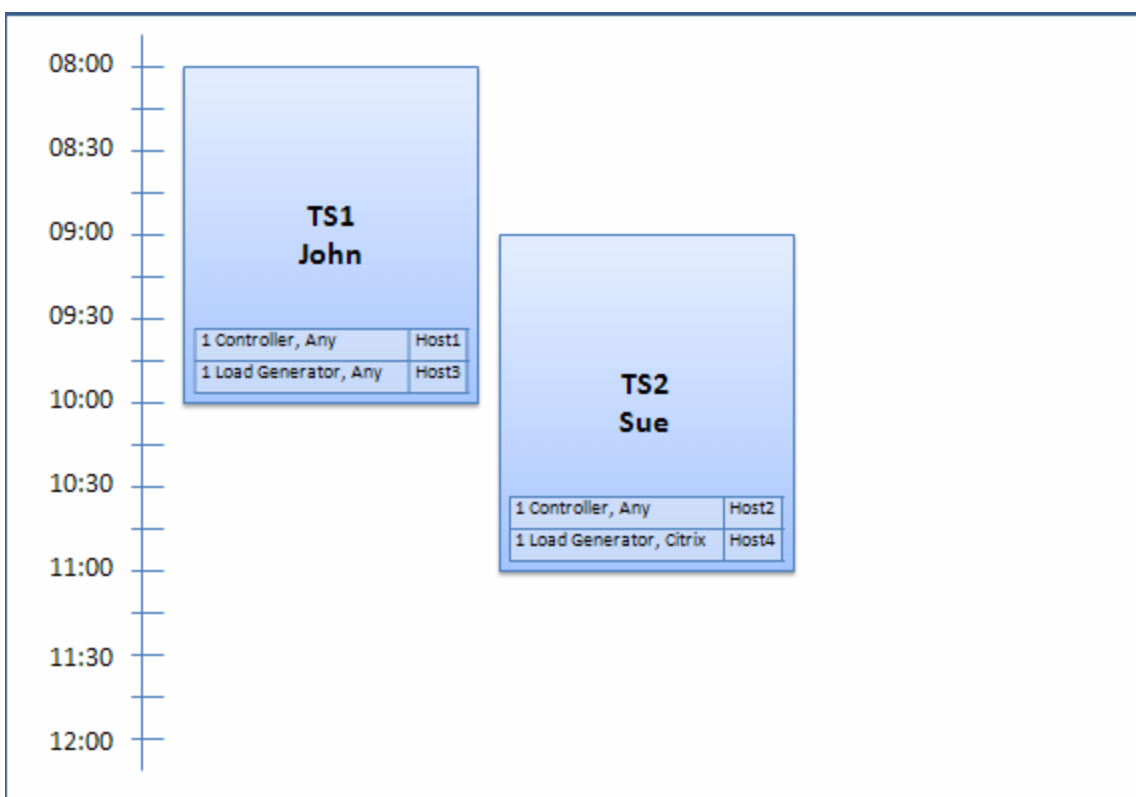 08:00
08:30
09:00
09:30
10:00
10:30
11:00
11:30
12:00
TS1
John
1 Controller, Any Host1
1 Load Generator, Any Host3
TS2
Sue
1 Controller, Any Host2
1 Load Generator, Citrix Host4